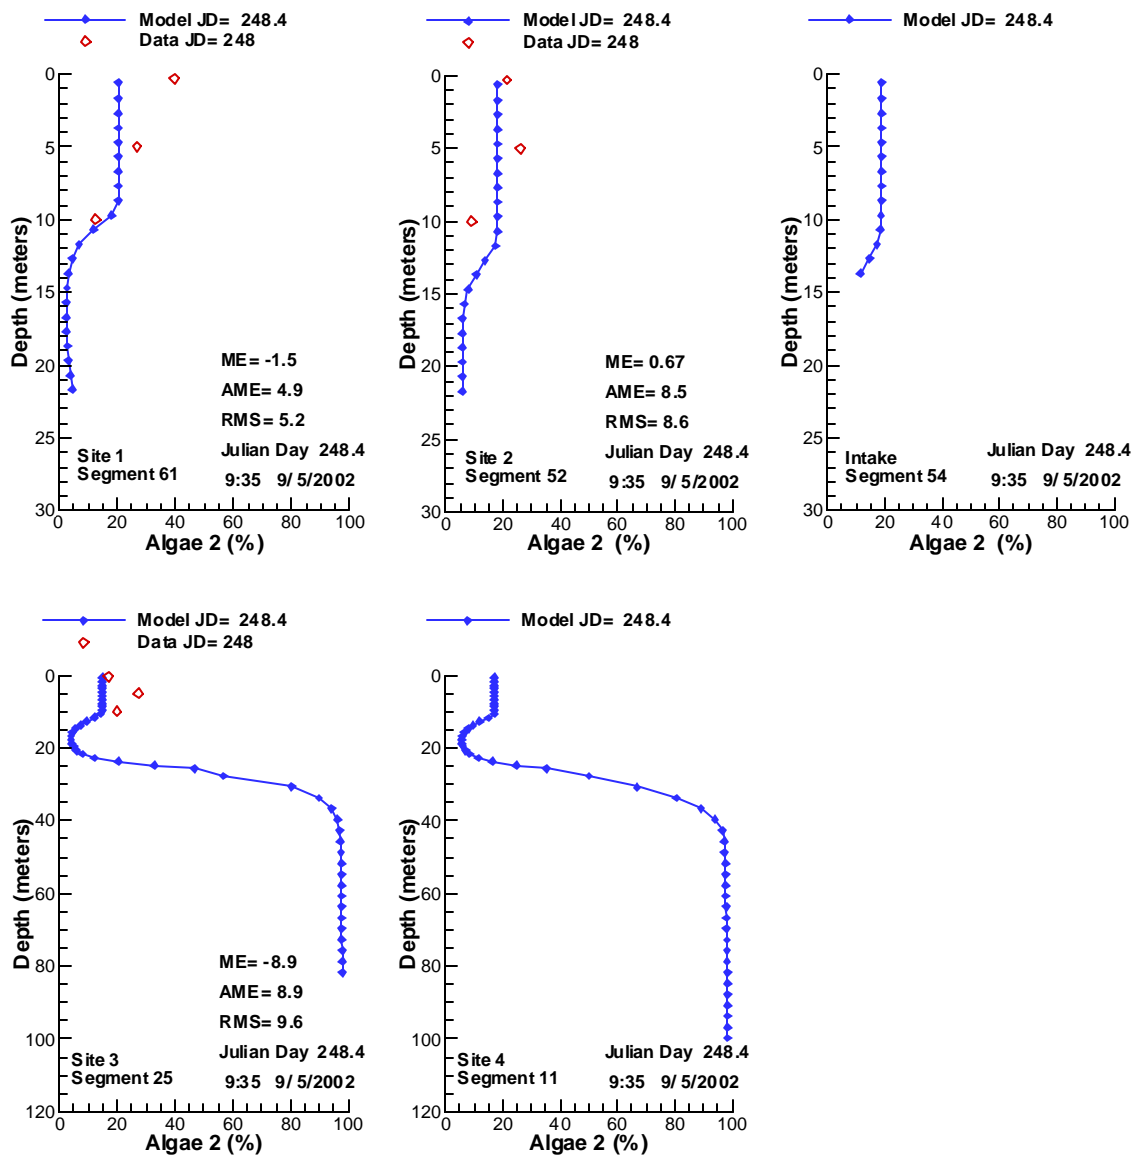 Model JD= 248.4
Data JD= 248
0
5
10
15
20
25
30
Depth (meters)
ME= -1.5
AME= 4.9
RMS= 5.2
Julian Day 248.4
Site 1
Segment 61
9:35 9/ 5/2002
0 20 40 60 80 100
Algae 2 (%)
Model JD= 248.4
Data JD= 248
0
5
10
15
20
25
30
Depth (meters)
ME= 0.67
AME= 8.5
RMS= 8.6
Julian Day 248.4
Site 2
Segment 52
9:35 9/ 5/2002
0 20 40 60 80 100
Algae 2 (%)
Model JD= 248.4
0
5
10
15
20
25
30
Depth (meters)
Julian Day 248.4
Intake
Segment 54
9:35 9/ 5/2002
0 20 40 60 80 100
Algae 2 (%)
Model JD= 248.4
Data JD= 248
0
20
40
60
80
100
120
Depth (meters)
ME= -8.9
AME= 8.9
RMS= 9.6
Julian Day 248.4
Site 3
Segment 25
9:35 9/ 5/2002
0 20 40 60 80 100
Algae 2 (%)
Model JD= 248.4
0
20
40
60
80
100
120
Depth (meters)
Julian Day 248.4
Site 4
Segment 11
9:35 9/ 5/2002
0 20 40 60 80 100
Algae 2 (%)